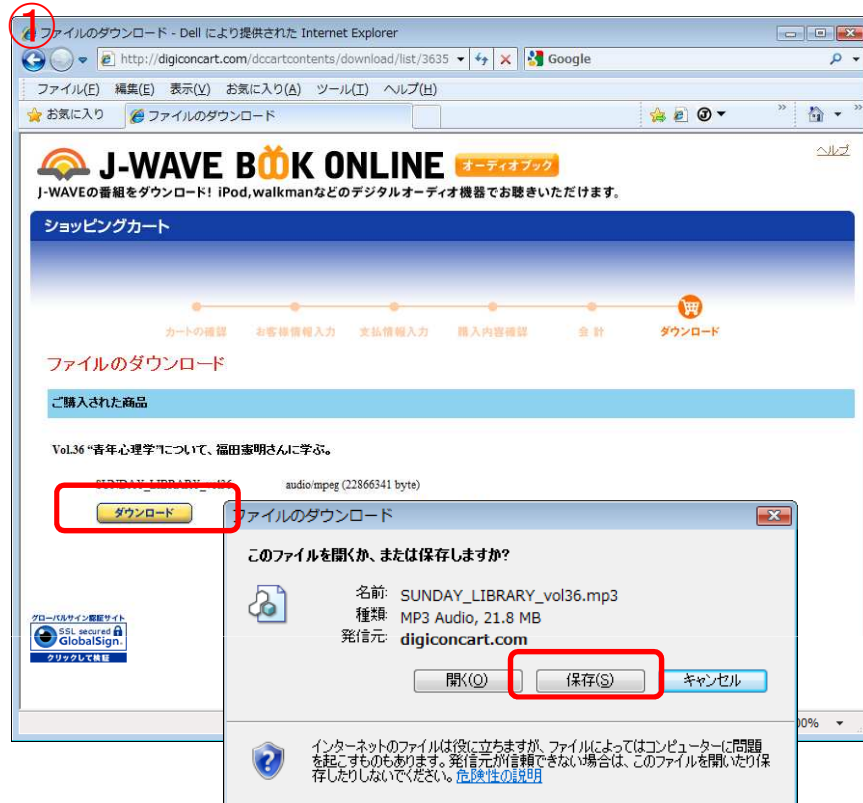 ①
ファイルのダウンロード - Dell により提供された Internet Explorer
http://digiconcart.com/dccartcontents/download/list/3635
Google
ファイル(F) 編集(E) 表示(V) お気に入り(A) ツール(T) ヘルプ(H)
お気に入り
ファイルのダウンロード
ヘルプ
J-WAVE BOOK ONLINE オーディオブック
J-WAVEの番組をダウンロード! iPod,walkmanなどのデジタルオーディオ機器でお聴きいただけます。
ショッピングカート
カートの確認 お客様情報入力 支払情報入力 購入内容確認 会計 ダウンロード
ファイルのダウンロード
ご購入された商品
Vol.36 “青年心理学”について、福田憲明さんに学ぶ。
SUNDAY_LIBRARY_vol36 audio/mpeg (22866341 byte)
ダウンロード
グローバルサイン認証サイト
SSL secured
GlobalSign.
クリックして検証
ファイルのダウンロード
このファイルを開くか、または保存しますか?
名前: SUNDAY_LIBRARY_vol36.mp3
種類: MP3 Audio, 21.8 MB
発信元: digiconcart.com
開く(O) 保存(S) キャンセル
00%
インターネットのファイルは役に立ちますが、ファイルによってはコンピューターに問題
を起こすものもあります。発信元が信頼できない場合は、このファイルを開いたり保
存したりしないでください。危険性の説明